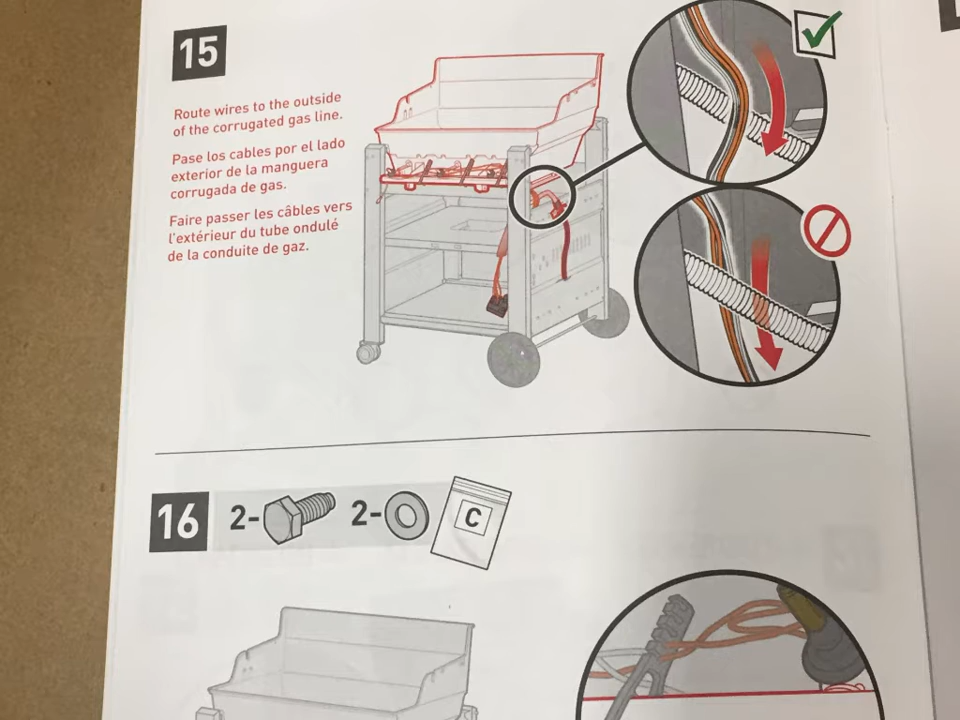 15
Route wires to the outside
of the corrugated gas line.
Pase los cables por el lado
exterior de la manguera
corrugada de gas.
Faire passer les câbles vers
l'extérieur du tube ondulé
de la conduite de gaz.
16 2- 2- C